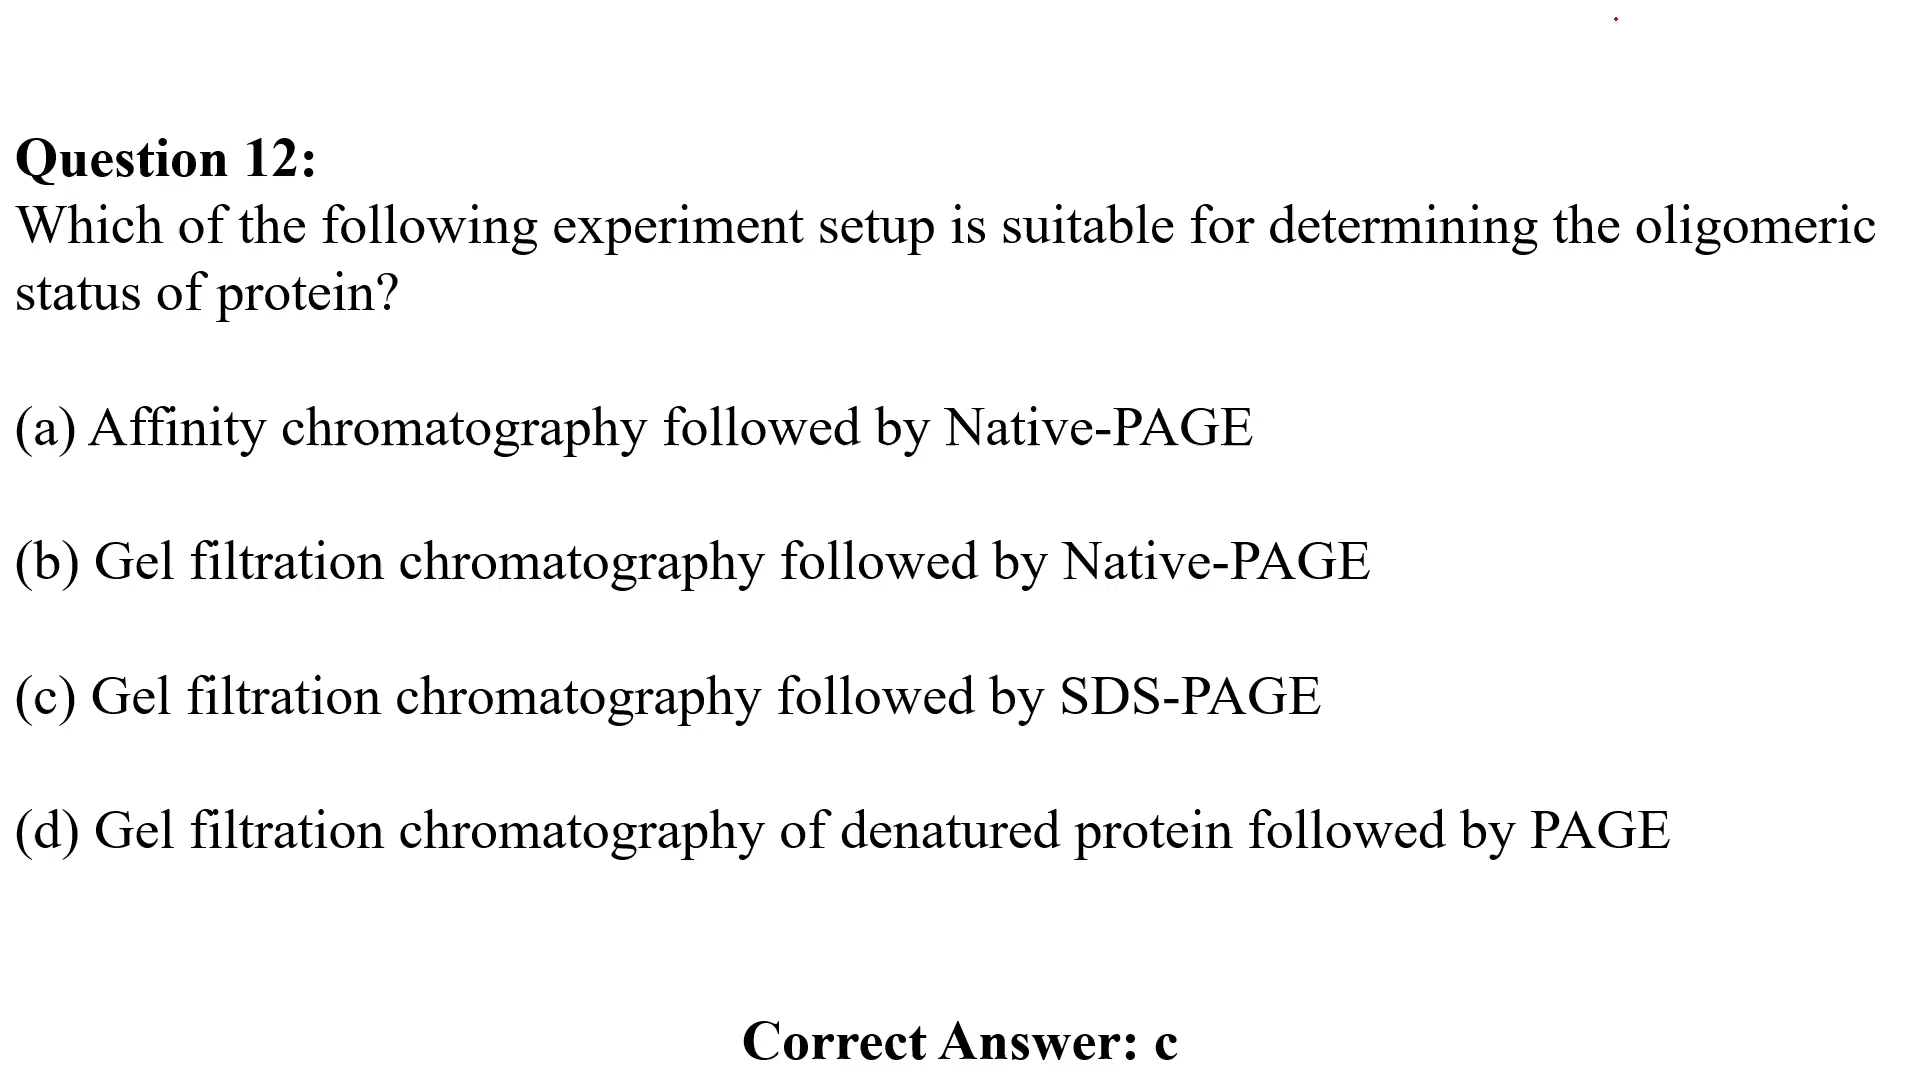 Question 12:
Which of the following experiment setup is suitable for determining the oligomeric
status of protein?
(a) Affinity chromatography followed by Native-PAGE
(b) Gel filtration chromatography followed by Native-PAGE
(c) Gel filtration chromatography followed by SDS-PAGE
(d) Gel filtration chromatography of denatured protein followed by PAGE
Correct Answer: c